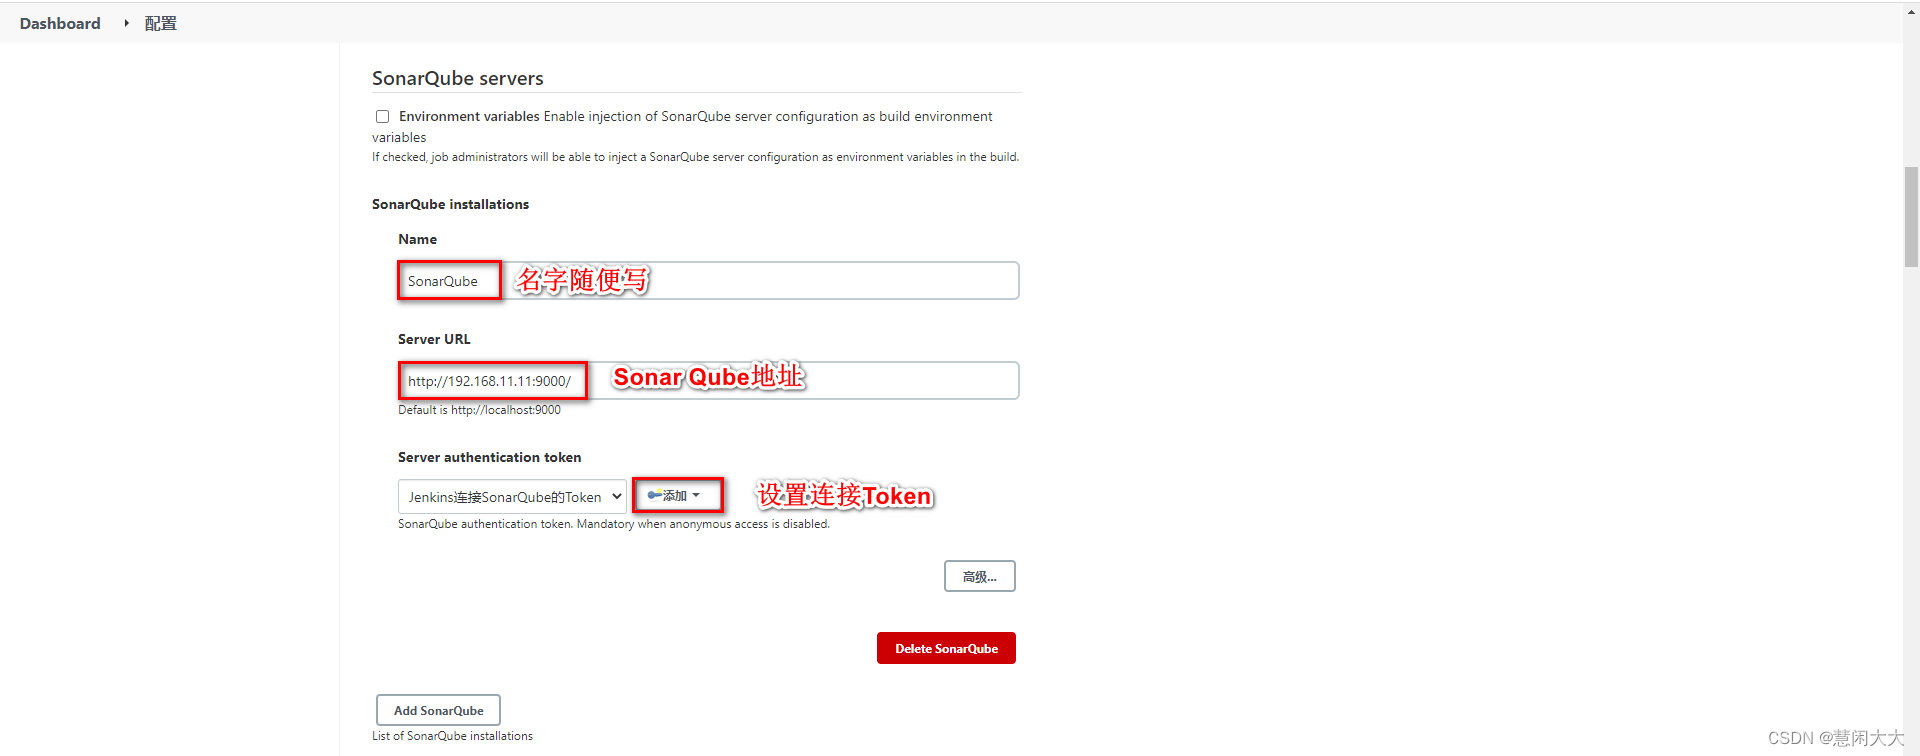 Dashboard 配置
SonarQube servers
Environment variables Enable injection of SonarQube server configuration as build environment
variables
If checked, job administrators will be able to inject a SonarQube server configuration as environment variables in the build.
SonarQube installations
Name
SonarQube 名字随便写
Server URL
http://192.168.11.11:9000/ Sonar Qube地址
Default is http://localhost:9000
Server authentication token
Jenkins连接SonarQube的Token 添加 设置连接Token
SonarQube authentication token. Mandatory when anonymous access is disabled.
高级...
Delete SonarQube
Add SonarQube
List of SonarQube installations
CSDN @慧闲大大